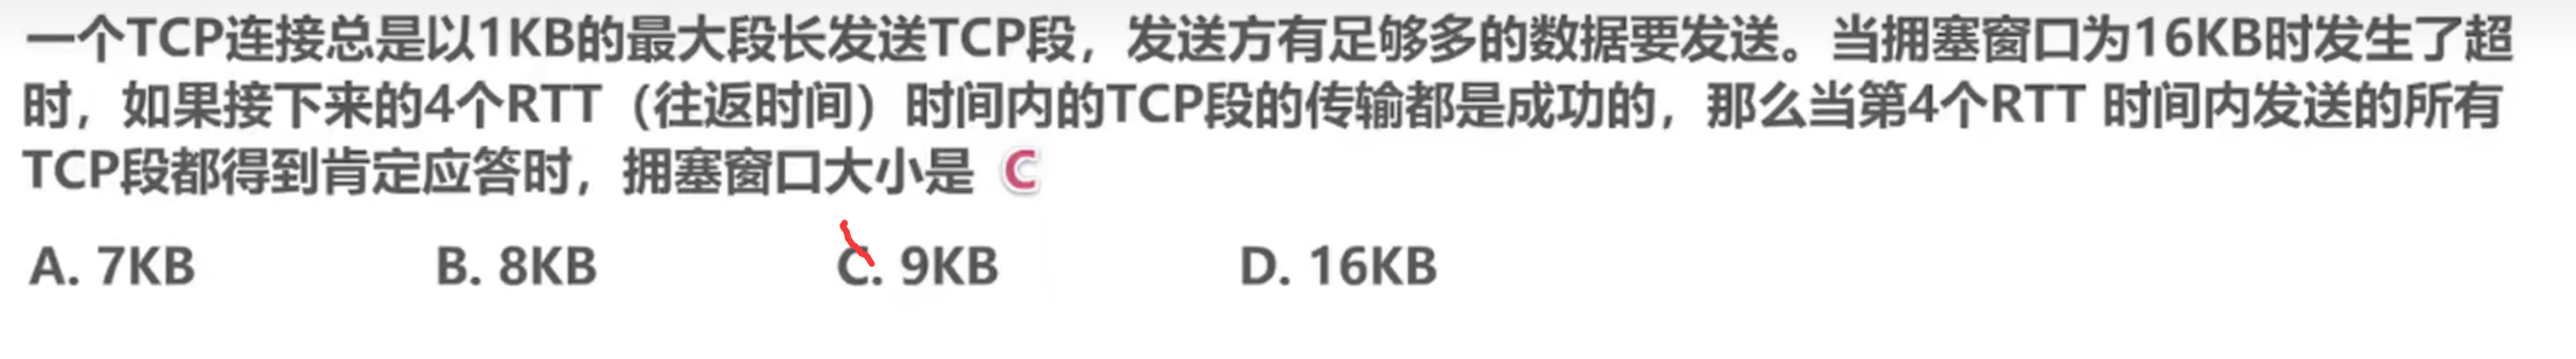 一个TCP连接总是以1KB的最大段长发送TCP段，发送方有足够多的数据要发送。当拥塞窗口为16KB时发生了超
时，如果接下来的4个RTT（往返时间）时间内的TCP段的传输都是成功的，那么当第4个RTT 时间内发送的所有
TCP段都得到肯定应答时，拥塞窗口大小是 C
A. 7KB B. 8KB C. 9KB D. 16KB